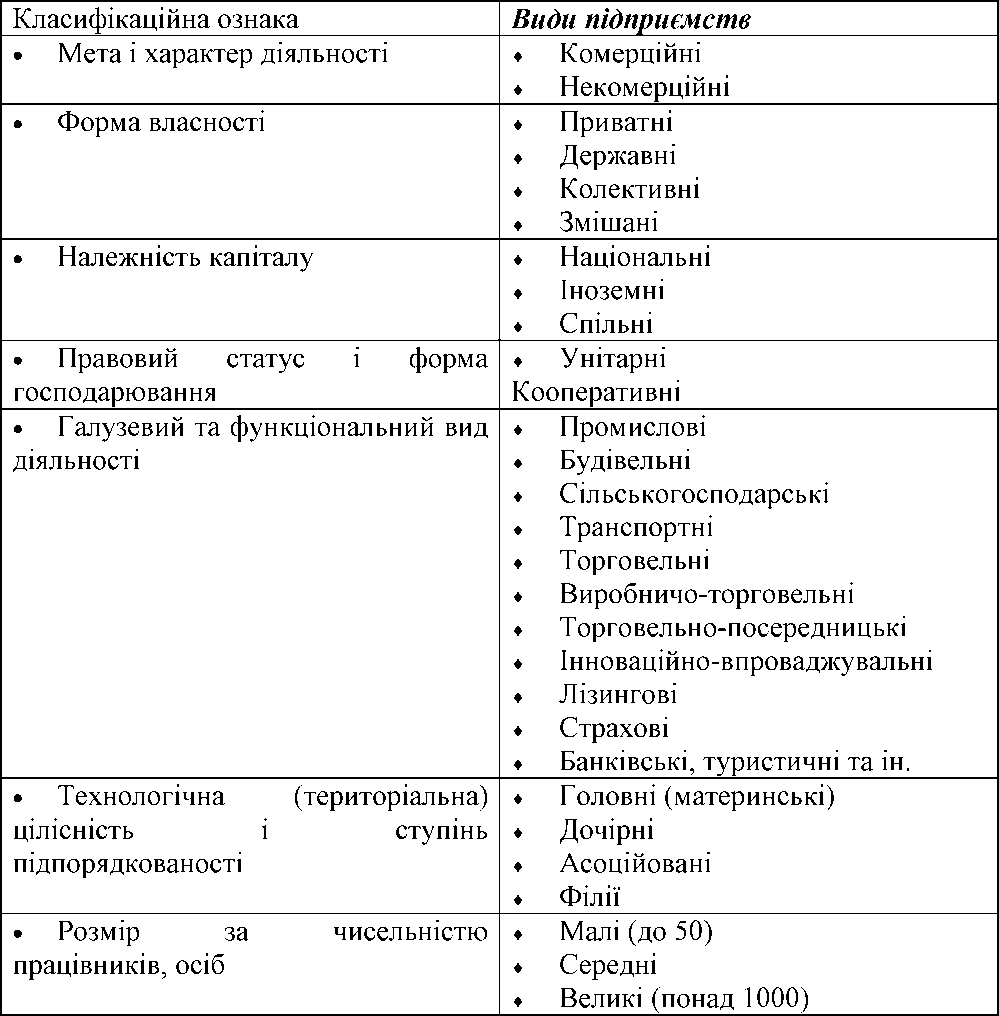 Класифікаційна ознака
Види підприємств
• Мета і характер діяльності
♦ Комерційні
♦ Некомерційні
• Форма власності
♦ Приватні
♦ Державні
♦ Колективні
♦ Змішані
• Належність капіталу
♦ Національні
♦ Іноземні
♦ Спільні
• Правовий статус і форма
господарювання
♦ Унітарні
Кооперативні
• Галузевий та функціональний вид
діяльності
♦ Промислові
♦ Будівельні
♦ Сільськогосподарські
♦ Транспортні
♦ Торговельні
♦ Виробничо-торговельні
♦ Торговельно-посередницькі
♦ Інноваційно-впроваджувальні
♦ Лізингові
♦ Страхові
♦ Банківські, туристичні та ін.
• Технологічна (територіальна)
цілісність і ступінь
підпорядкованості
♦ Головні (материнські)
♦ Дочірні
♦ Асоційовані
♦ Філії
• Розмір за чисельністю
працівників, осіб
♦ Малі (до 50)
♦ Середні
♦ Великі (понад 1000)